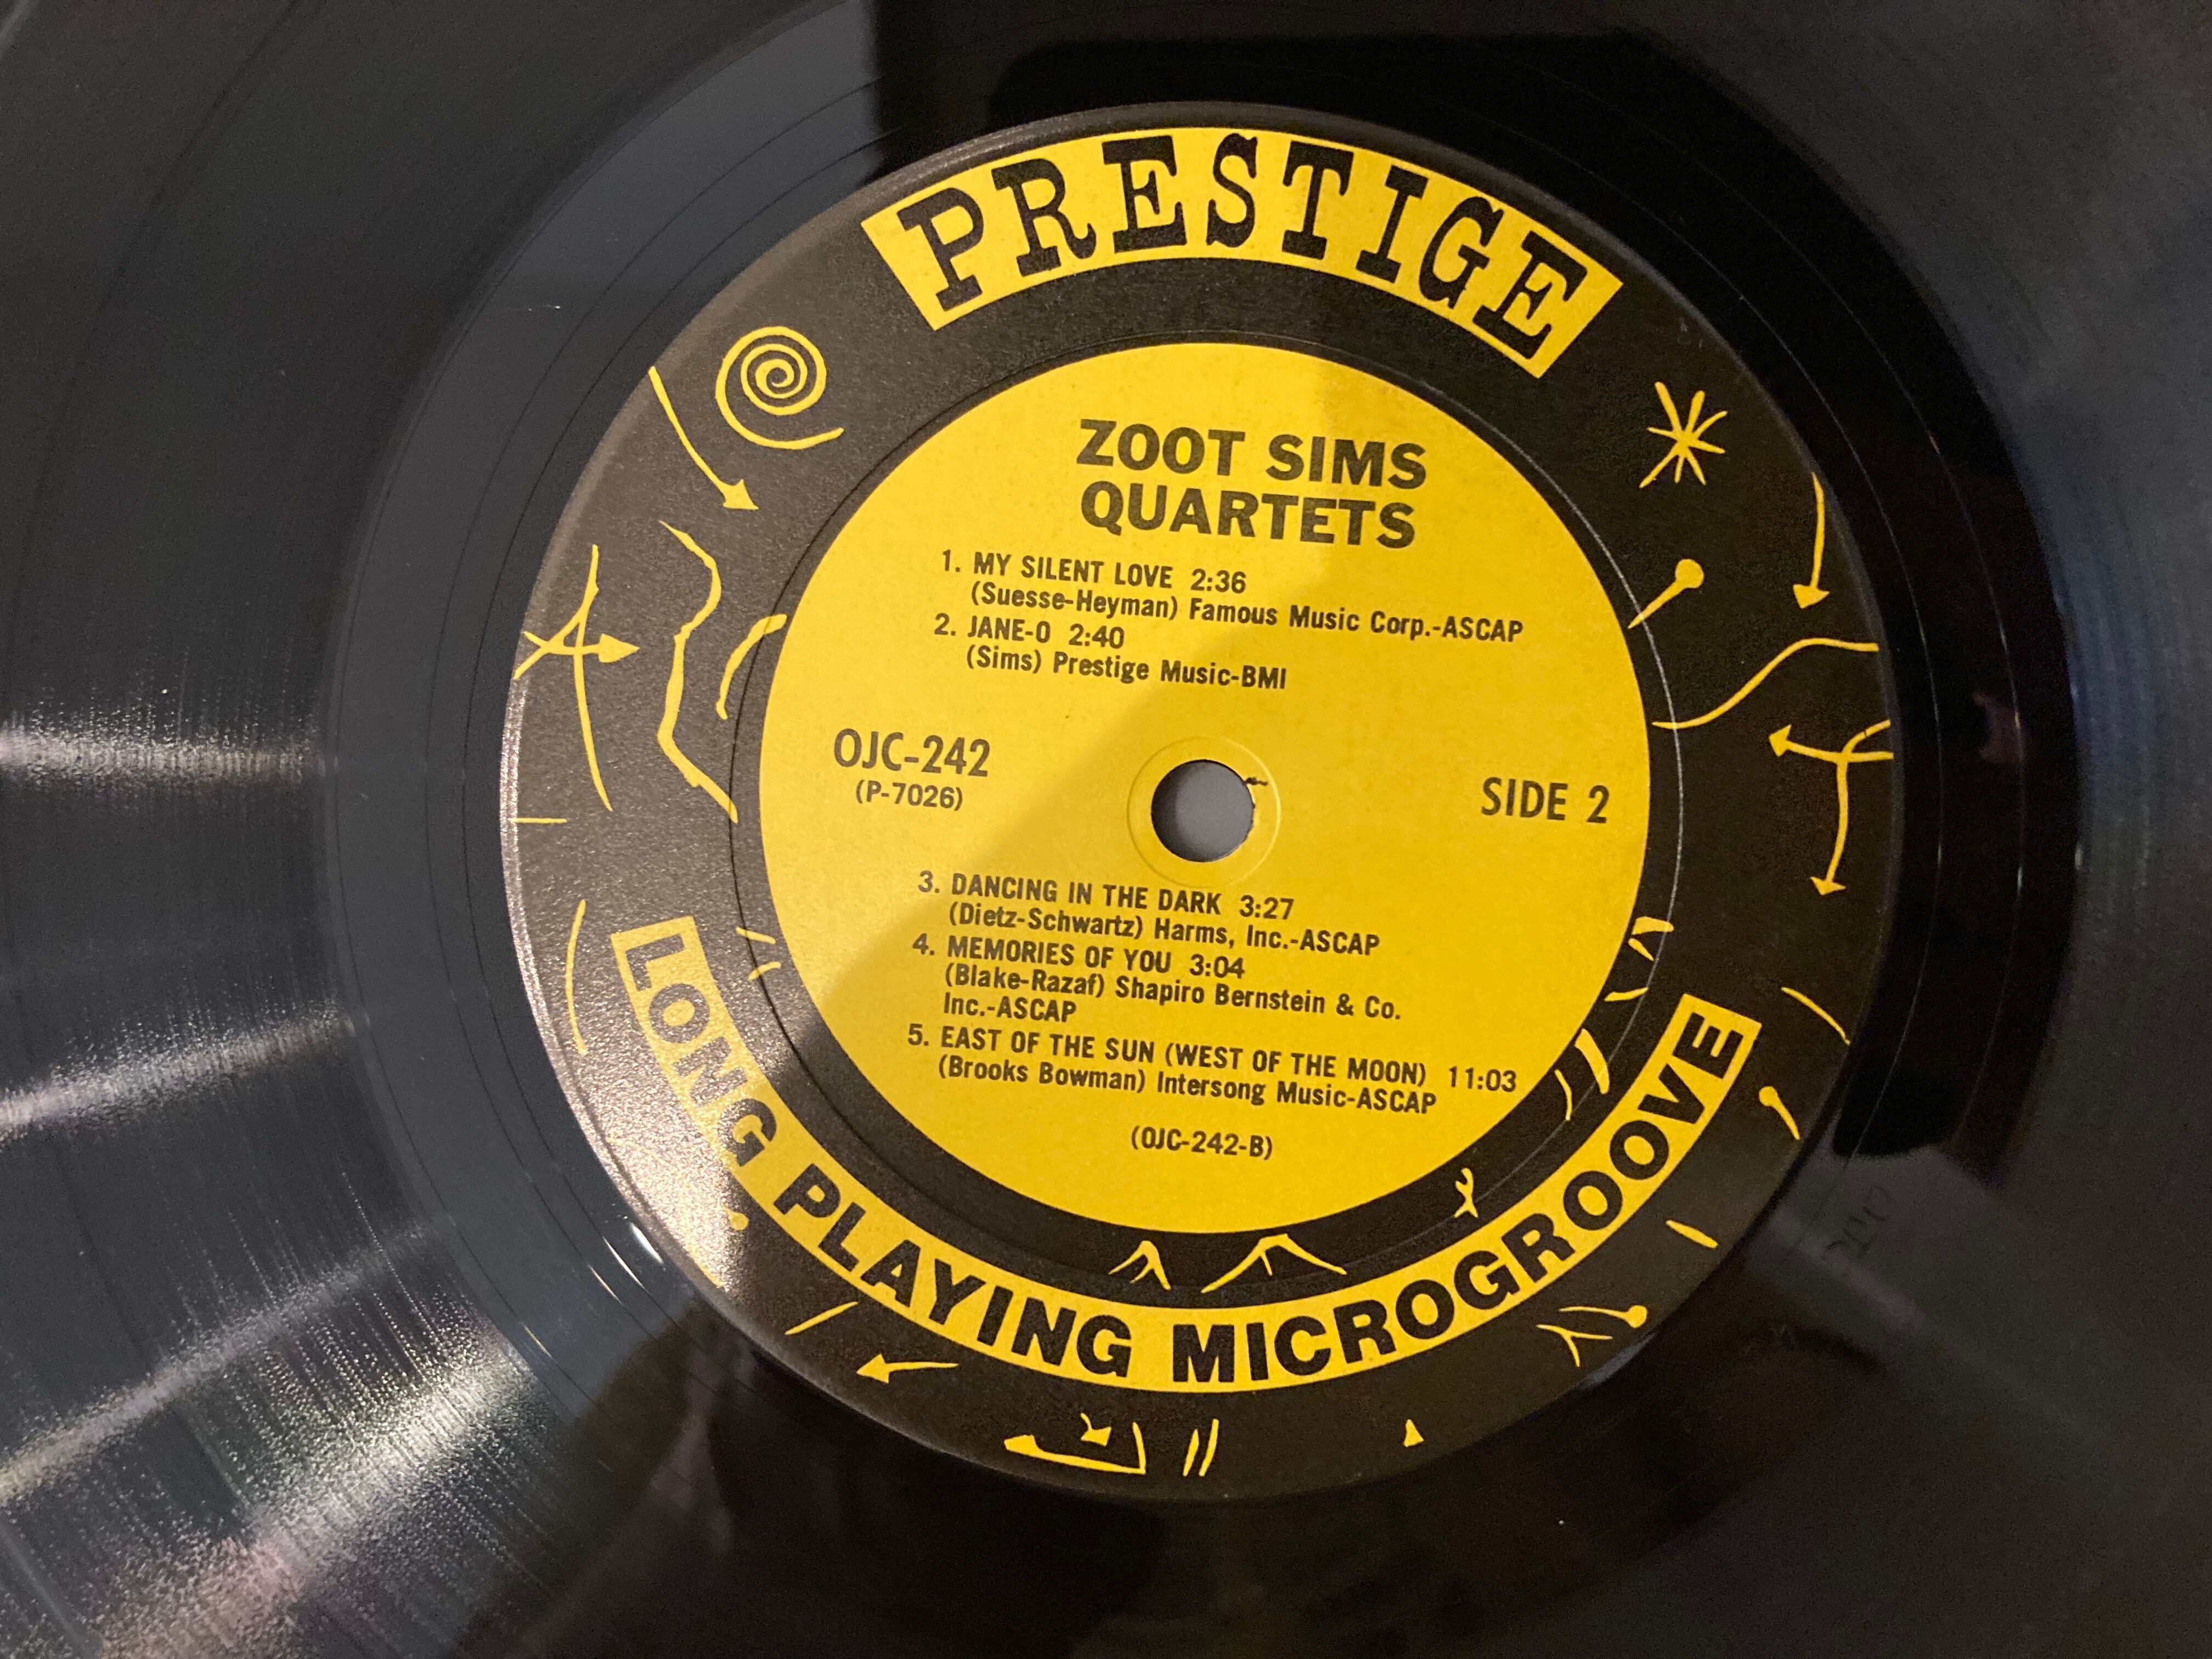 PRESTIGE
ZOOT SIMS
QUARTETS
1. MY SILENT LOVE 2:36
(Suesse-Heyman) Famous Music Corp.-ASCAP
2. JANE-O 2:40
(Sims) Prestige Music-BMI
OJC-242
(P-7026)
SIDE 2
3. DANCING IN THE DARK 3:27
(Dietz-Schwartz) Harms, Inc.-ASCAP
4. MEMORIES OF YOU 3:04
(Blake-Razaf) Shapiro Bernstein & Co.
Inc.-ASCAP
5. EAST OF THE SUN (WEST OF THE MOON) 11:03
(Brooks Bowman) Intersong Music-ASCAP
(OJC-242-B)
LONG PLAYING MICROGROOVE